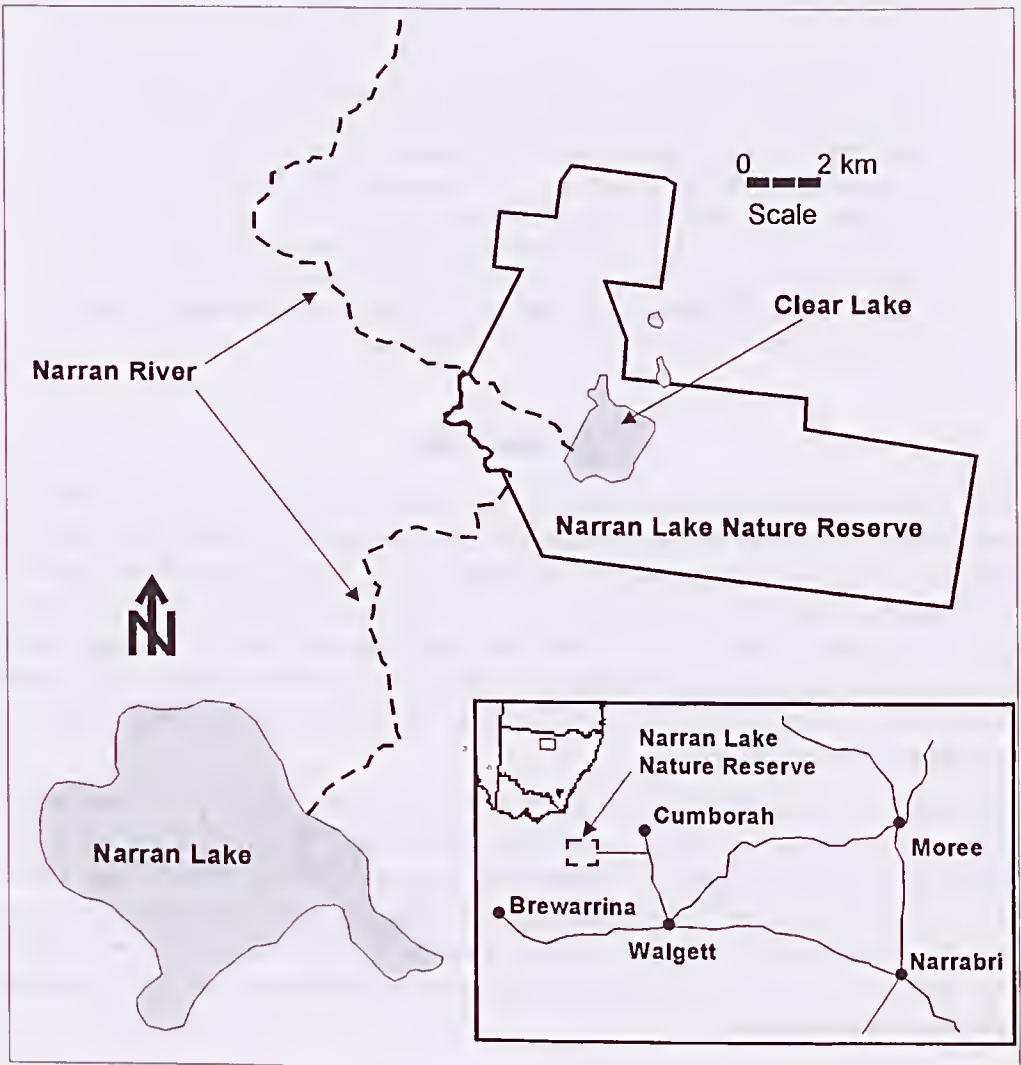 0 2 km
Scale
Clear Lake
Narran River
Narran Lake Nature Reserve
N
Narran Lake
Narran Lake
Nature Reserve
Cumborah
Moree
Brewarrina
Walgett
Narrabri